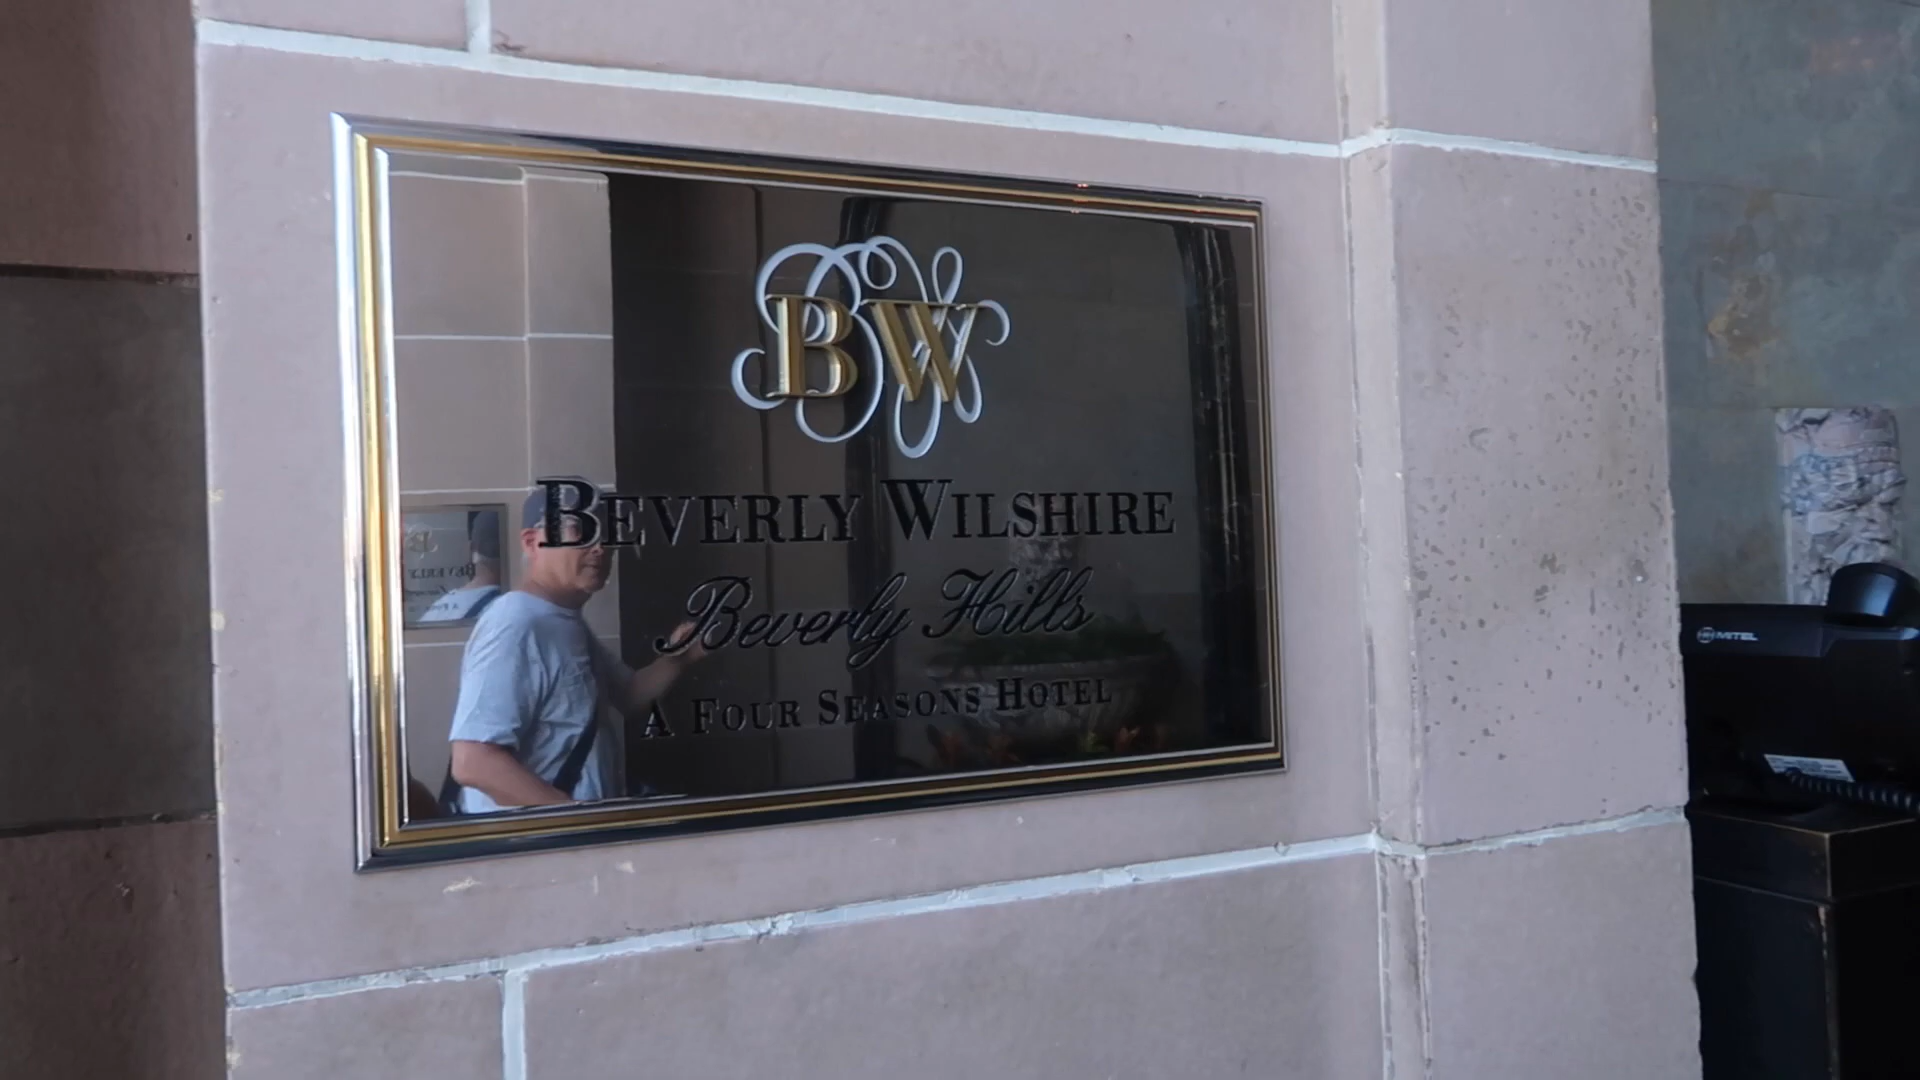 BW
BEVERLY WILSHIRE
Beverly Hills
A FOUR SEASONS HOTEL
MITEL